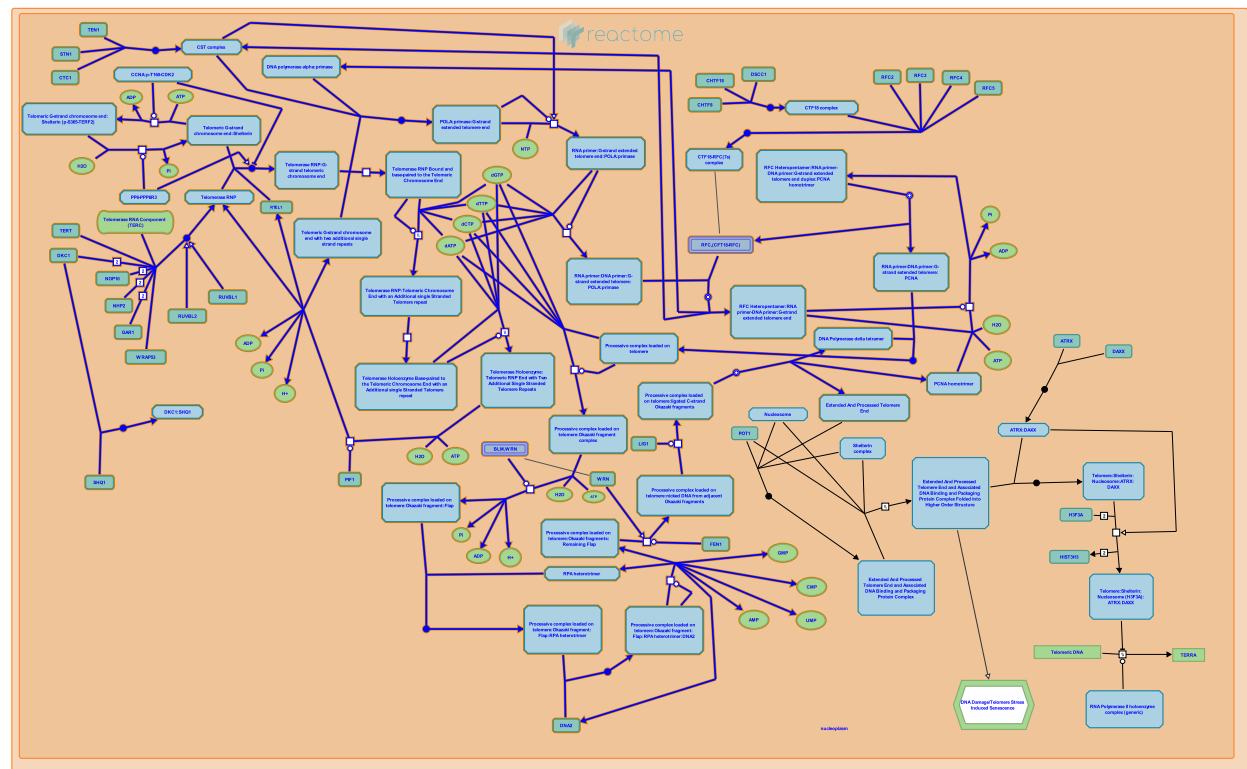 reactome
TEN1
STN1
CTC1
CST complex
DNA polymerase alpha primase
CCNA:p-T160-CDK2
ADP
ATP
Telomeric G-strand chromosome end:
Shelterin (p-S365-TERF2)
Telomeric G-strand
chromosome end:Shelterin
H2O
Pi
PP6-PPP6R3
Telomerase RNP:G-
strand telomeric
chromosome end
Telomerase RNP Bound and
base-paired to the Telomeric
Chromosome End
POLA primase:G-strand
extended telomere end
NTP
RNA primer:G-strand extended
telomere end:POLA primase
CHTF18
DSCC1
CHTF8
CTF18 complex
RFC2
RFC3
RFC4
RFC5
CTF18-RFC(Ts)
complex
RFC Heteropentamer:RNA primer-
DNA primer:G-strand extended
telomere end duplex:PCNA
homotrimer
Telomerase RNP
Telomerase RNA Component
(TERC)
TERT
DKC1
2
NOP10
2
NHP2
2
GAR1
WRAP53
RUVBL2
RUVBL1
Telomeric G-strand chromosome
end with two additional single
strand repeats
dGTP
dTTP
dCTP
dATP
RNA primer:DNA primer:G-
strand extended telomere:
POLA primase
RFC,(CFT18-RFC)
RNA primer-DNA primer:G-
strand extended telomere:
PCNA
Pi
ADP
RFC Heteropentamer:RNA
primer-DNA primer:G-strand
extended telomere end
H2O
ATP
Telomerase RNP:Telomeric Chromosome
End with an Additional single Stranded
Telomere repeat
ADP
Pi
H+
Telomerase Holoenzyme Base-paired to
the Telomeric Chromosome End with an
Additional single Stranded Telomere
repeat
Telomerase Holoenzyme:
Telomeric RNP End with Two
Additional Single Stranded
Telomere Repeats
Processive complex loaded on
telomere
DNA Polymerase delta tetramer
PCNA homotrimer
ATRX
DAXX
Processive complex loaded
on telomere:ligated C-strand
Okazaki fragments
Extended And Processed Telomere
End
DKC1:SHQ1
SHQ1
PIF1
H2O
ATP
Processive complex loaded on
telomere:Okazaki fragment
complex
LIG1
Nucleosome
POT1
Shelterin
complex
ATRX:DAXX
BLM,WRN
WRN
H2O
ATP
Processive complex loaded on
telomere:nicked DNA from adjacent
Okazaki fragments
Extended And Processed
Telomere End and Associated
DNA Binding and Packaging
Protein Complex Folded Into
Higher Order Structure
Telomere:Shelterin:
Nucleosome:ATRX:
DAXX
Processive complex loaded on
telomere:Okazaki fragment:Flap
Pi
ADP
H+
Processive complex loaded on
telomere:Okazaki fragments:
Remaining Flap
FEN1
H3F3A
2
HIST3H3
2
RPA heterotrimer
GMP
CMP
UMP
AMP
Extended And Processed
Telomere End and Associated
DNA Binding and Packaging
Protein Complex
Telomere:Shelterin:
Nucleosome (H3F3A):
ATRX:DAXX
Processive complex loaded on
telomere:Okazaki fragment:
Flap:RPA heterotrimer
Processive complex loaded on
telomere:Okazaki fragment:
Flap:RPA heterotrimer:DNA2
DNA2
Telomeric DNA
TERRA
DNA Damage/Telomere Stress
Induced Senescence
RNA Polymerase II holoenzyme
complex (generic)
nucleoplasm